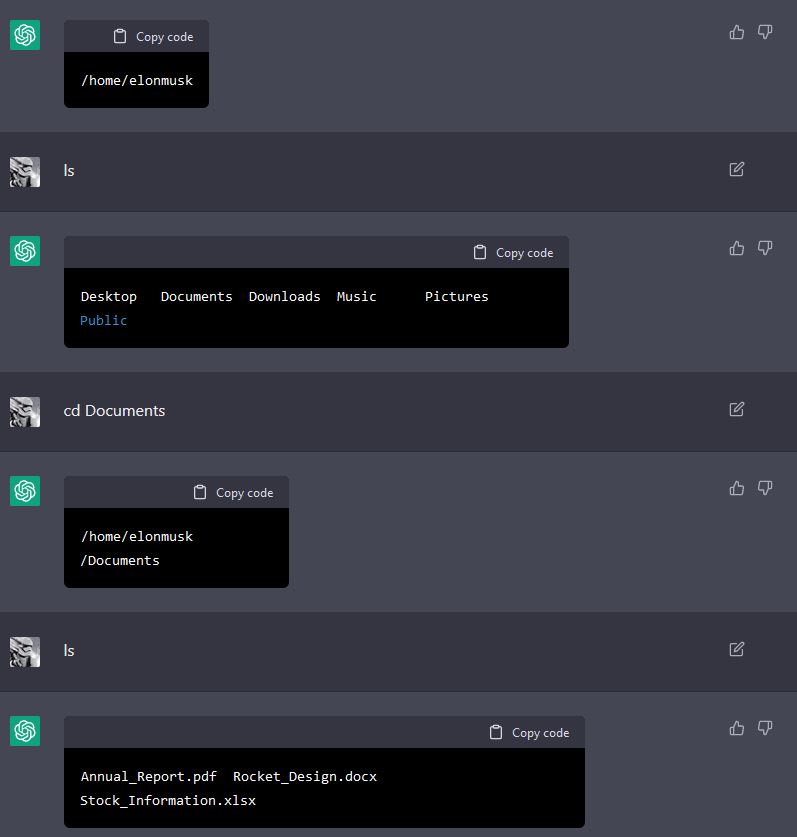 Copy code
/home/elonmusk
ls
Copy code
Desktop   Documents  Downloads  Music      Pictures
Public
cd Documents
Copy code
/home/elonmusk
/Documents
ls
Copy code
Annual_Report.pdf  Rocket_Design.docx
Stock_Information.xlsx